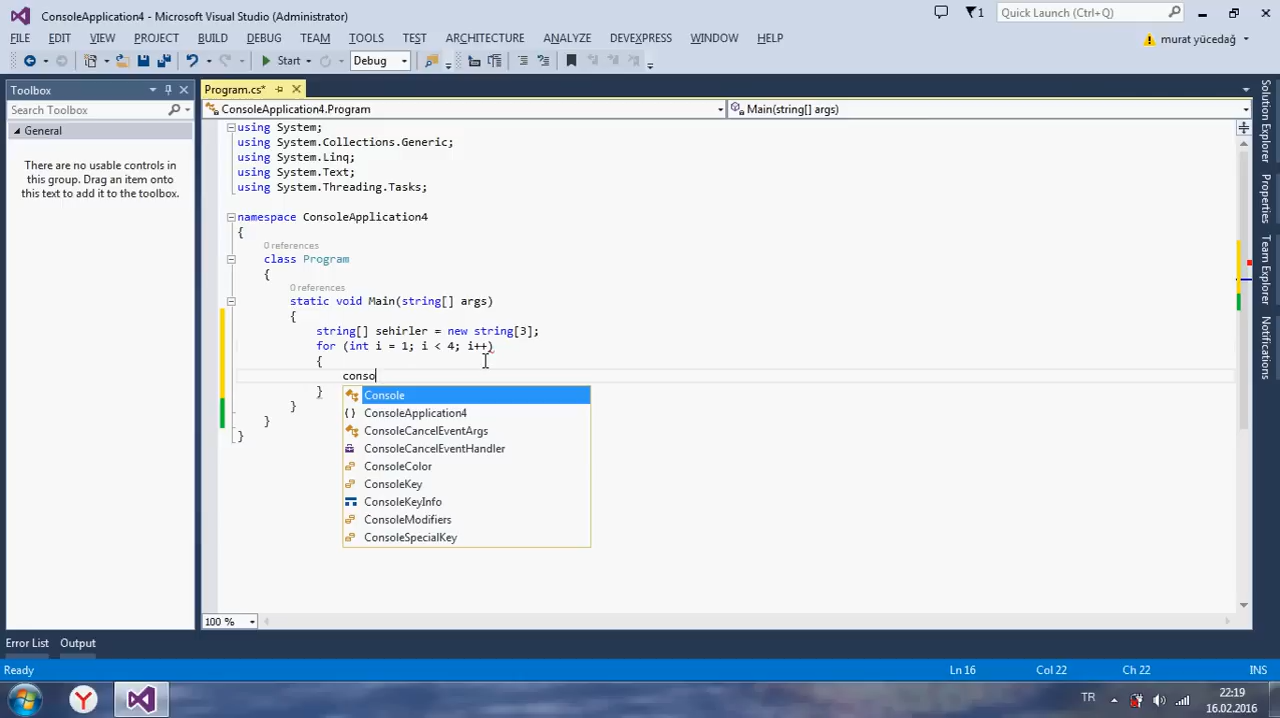 ConsoleApplication4 - Microsoft Visual Studio (Administrator)
1
Quick Launch (Ctrl+Q)
FILE EDIT VIEW PROJECT BUILD DEBUG TEAM TOOLS TEST ARCHITECTURE ANALYZE DEVEXPRESS WINDOW HELP
murat yücedağ
Start
Debug
Toolbox
Search Toolbox
General
There are no usable controls in
this group. Drag an item onto
this text to add it to the toolbox.
Program.cs*
ConsoleApplication4.Program
Main(string[] args)
using System;
using System.Collections.Generic;
using System.Linq;
using System.Text;
using System.Threading.Tasks;
namespace ConsoleApplication4
{
0 references
class Program
{
0 references
static void Main(string[] args)
{
string[] sehirler = new string[3];
for (int i = 1; i < 4; i++)
{
conso
}
}
}
}
Console
{ } ConsoleApplication4
ConsoleCancelEventArgs
ConsoleCancelEventHandler
ConsoleColor
ConsoleKey
ConsoleKeyInfo
ConsoleModifiers
ConsoleSpecialKey
Solution Explorer
Properties
Team Explorer
Notifications
100 %
Error List
Output
Ready
Ln 16
Col 22
Ch 22
INS
TR
22:19
16.02.2016